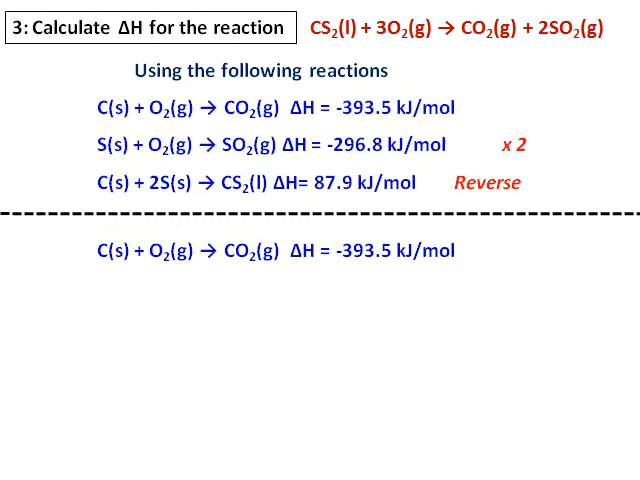 3: Calculate ΔH for the reaction CS₂(l) + 3O₂(g) → CO₂(g) + 2SO₂(g)
Using the following reactions
C(s) + O₂(g) → CO₂(g) ΔH = -393.5 kJ/mol
S(s) + O₂(g) → SO₂(g) ΔH = -296.8 kJ/mol x 2
C(s) + 2S(s) → CS₂(l) ΔH= 87.9 kJ/mol Reverse
C(s) + O₂(g) → CO₂(g) ΔH = -393.5 kJ/mol